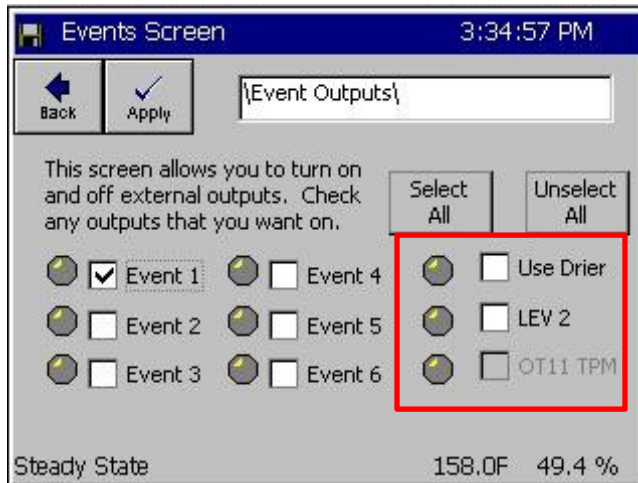 Events Screen 3:34:57 PM
Back Apply \Event Outputs\
This screen allows you to turn on
and off external outputs. Check
any outputs that you want on.
Select
All
Unselect
All
Event 1 Event 4 Use Drier
Event 2 Event 5 LEV 2
Event 3 Event 6 OT11 TPM
Steady State 158.0F 49.4 %